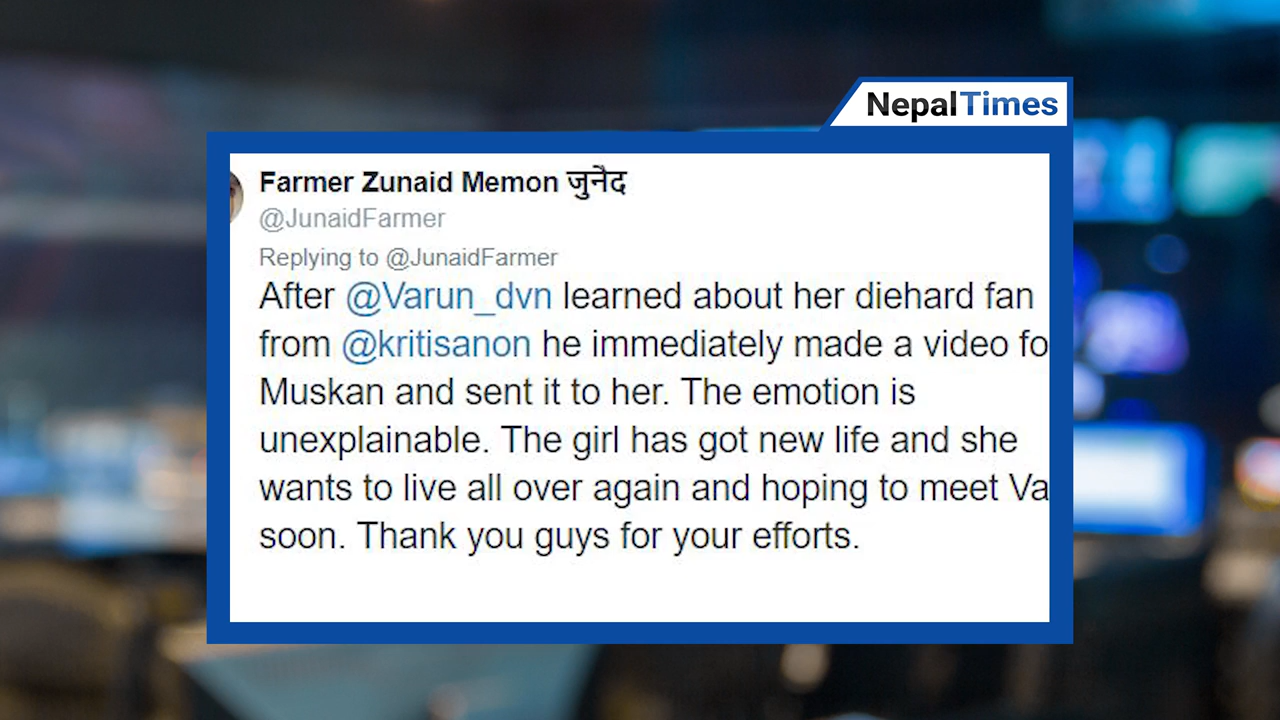 NepalTimes
Farmer Zunaid Memon जुनैद
@JunaidFarmer
Replying to @JunaidFarmer
After @Varun_dvn learned about her diehard fan
from @kritisanon he immediately made a video fo
Muskan and sent it to her. The emotion is
unexplainable. The girl has got new life and she
wants to live all over again and hoping to meet Va
soon. Thank you guys for your efforts.